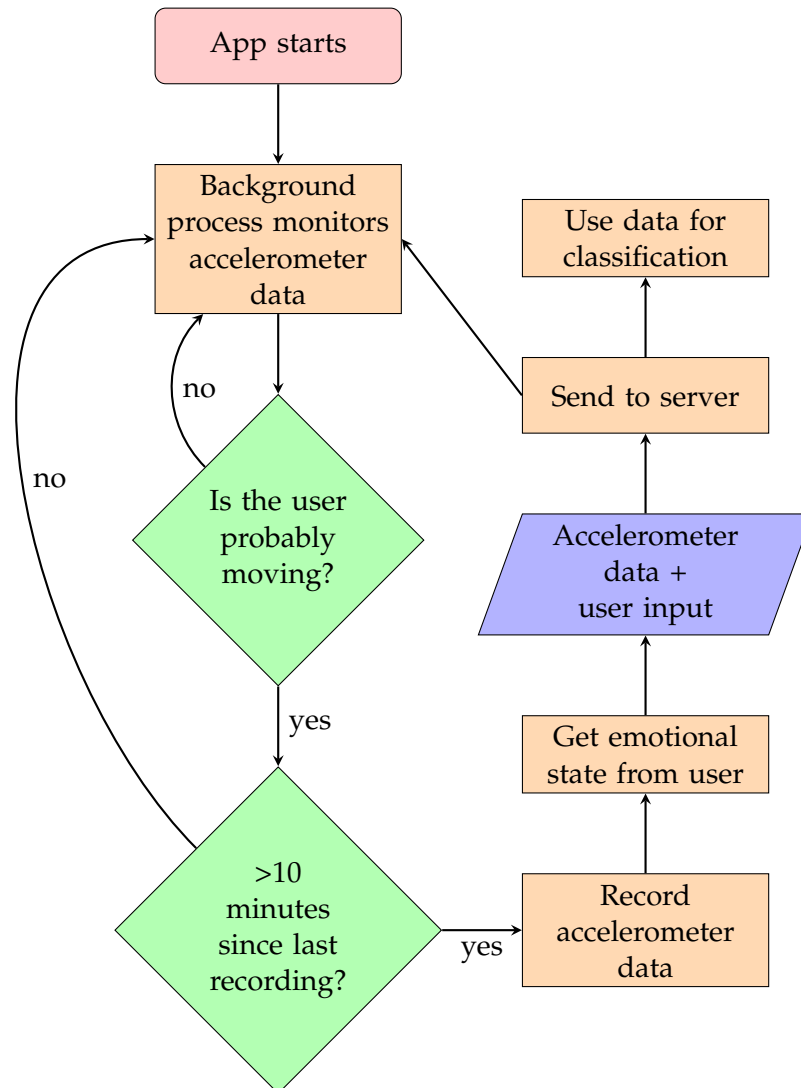 App starts
Background
process monitors
accelerometer
data
no
Is the user
probably
moving?
no
yes
>10
minutes
since last
recording?
yes
Record
accelerometer
data
Get emotional
state from user
Accelerometer
data +
user input
Send to server
Use data for
classification